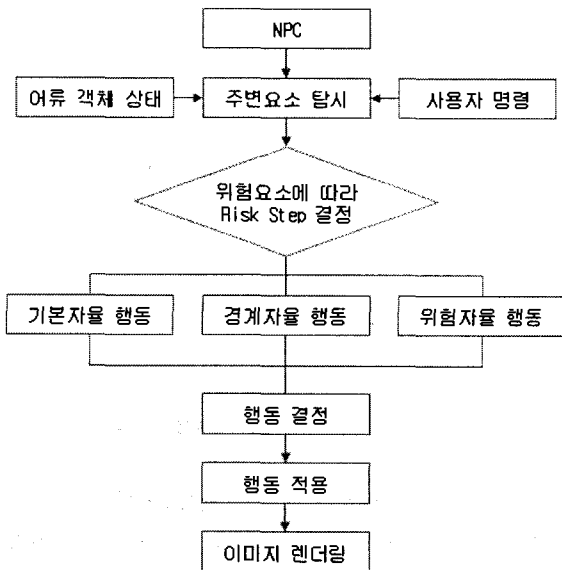 NPC
어류 객체 상태
주변요소 탐시
사용자 명령
위험요소에 따라
Risk Step 결정
기본자율 행동
경계자율 행동
위험자율 행동
행동 결정
행동 적용
이미지 렌더링